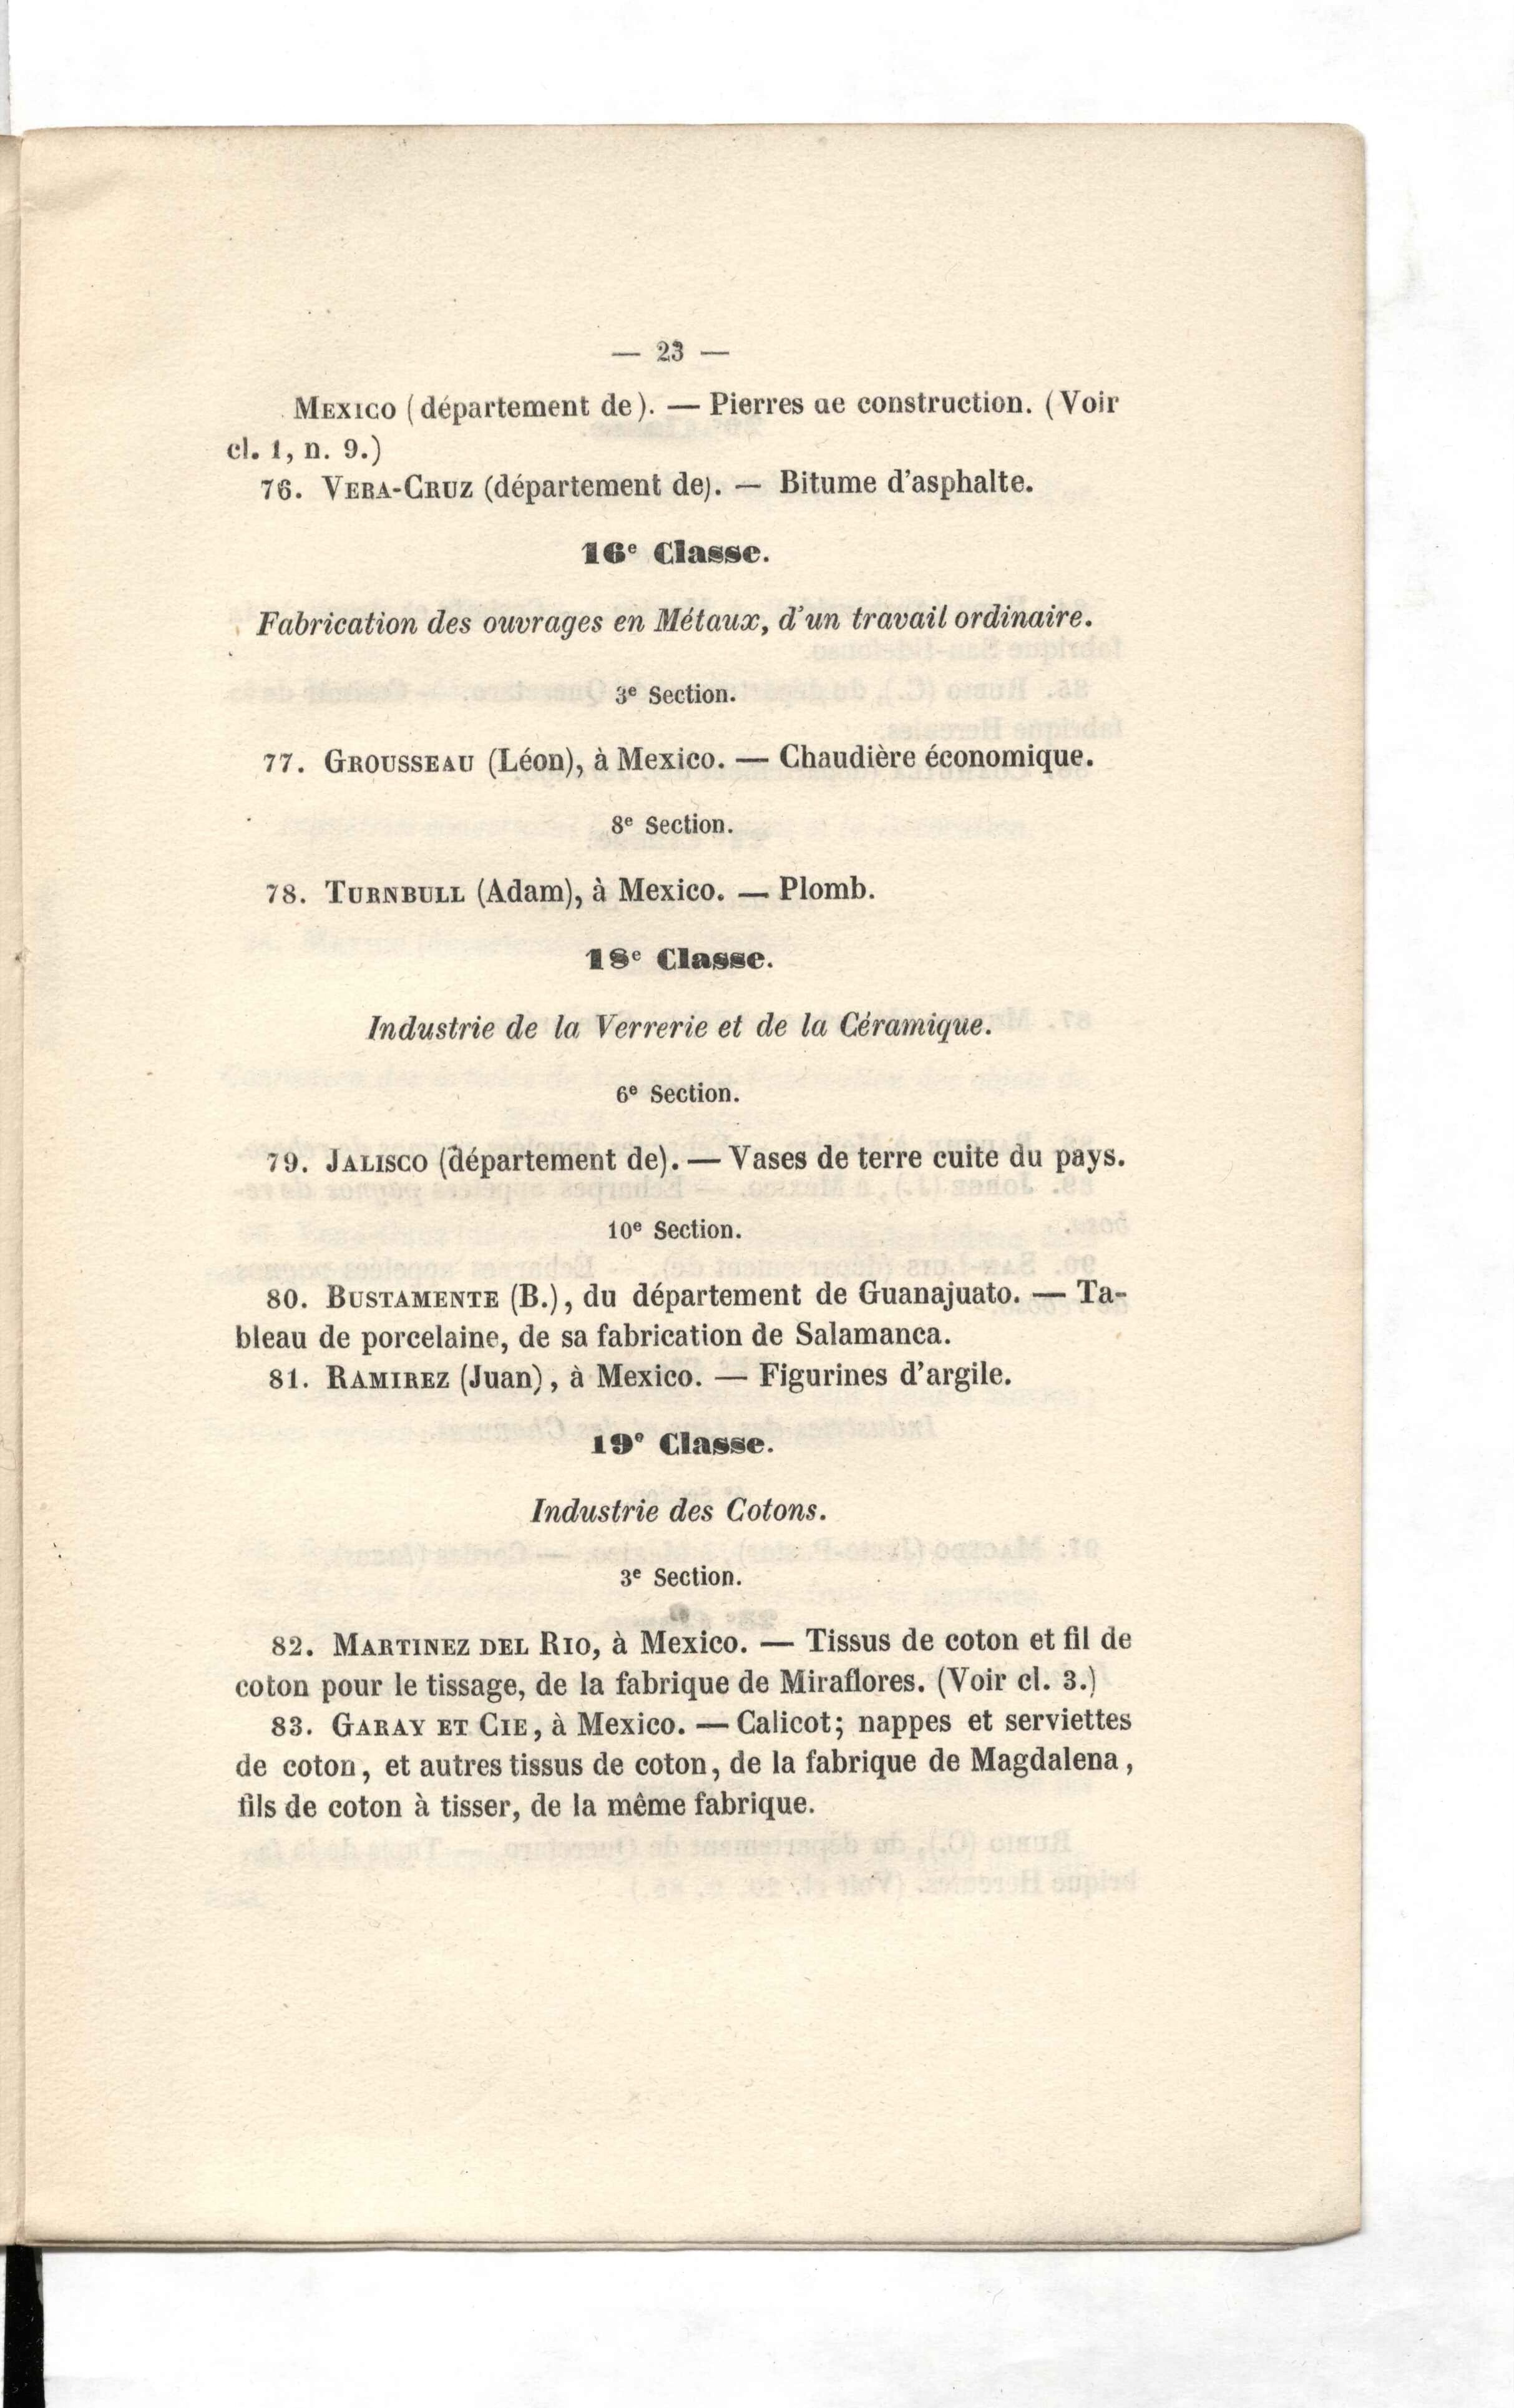 — 23 —
MEXICO (département de). — Pierres de construction. (Voir
cl. 1, n. 9.)
76. VERA-CRUZ (département de). — Bitume d'asphalte.
16e Classe.
Fabrication des ouvrages en Métaux, d'un travail ordinaire.
3e Section.
77. GROUSSEAU (Léon), à Mexico. — Chaudière économique.
8e Section.
78. TURNBULL (Adam), à Mexico. — Plomb.
18e Classe.
Industrie de la Verrerie et de la Céramique.
6e Section.
79. JALISCO (département de). — Vases de terre cuite du pays.
10e Section.
80. BUSTAMENTE (B.), du département de Guanajuato. — Ta-
bleau de porcelaine, de sa fabrication de Salamanca.
81. RAMIREZ (Juan), à Mexico. — Figurines d'argile.
19e Classe.
Industrie des Cotons.
3e Section.
82. MARTINEZ DEL RIO, à Mexico. — Tissus de coton et fil de
coton pour le tissage, de la fabrique de Miraflores. (Voir cl. 3.)
83. GARAY ET CIE, à Mexico. — Calicot; nappes et serviettes
de coton, et autres tissus de coton, de la fabrique de Magdalena,
fils de coton à tisser, de la même fabrique.